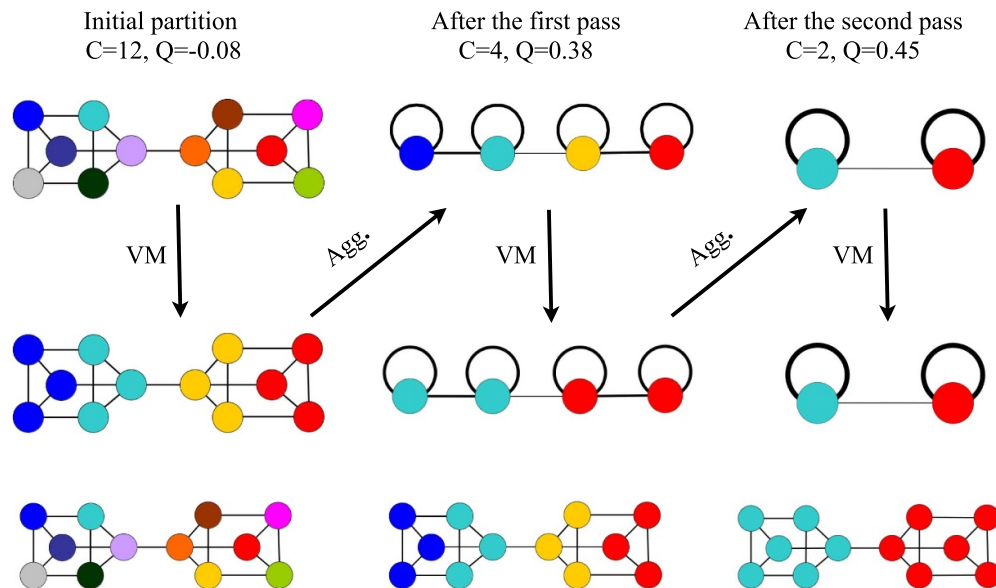 Initial partition
C=12, Q=-0.08
After the first pass
C=4, Q=0.38
After the second pass
C=2, Q=0.45
VM
Agg.
VM
Agg.
VM